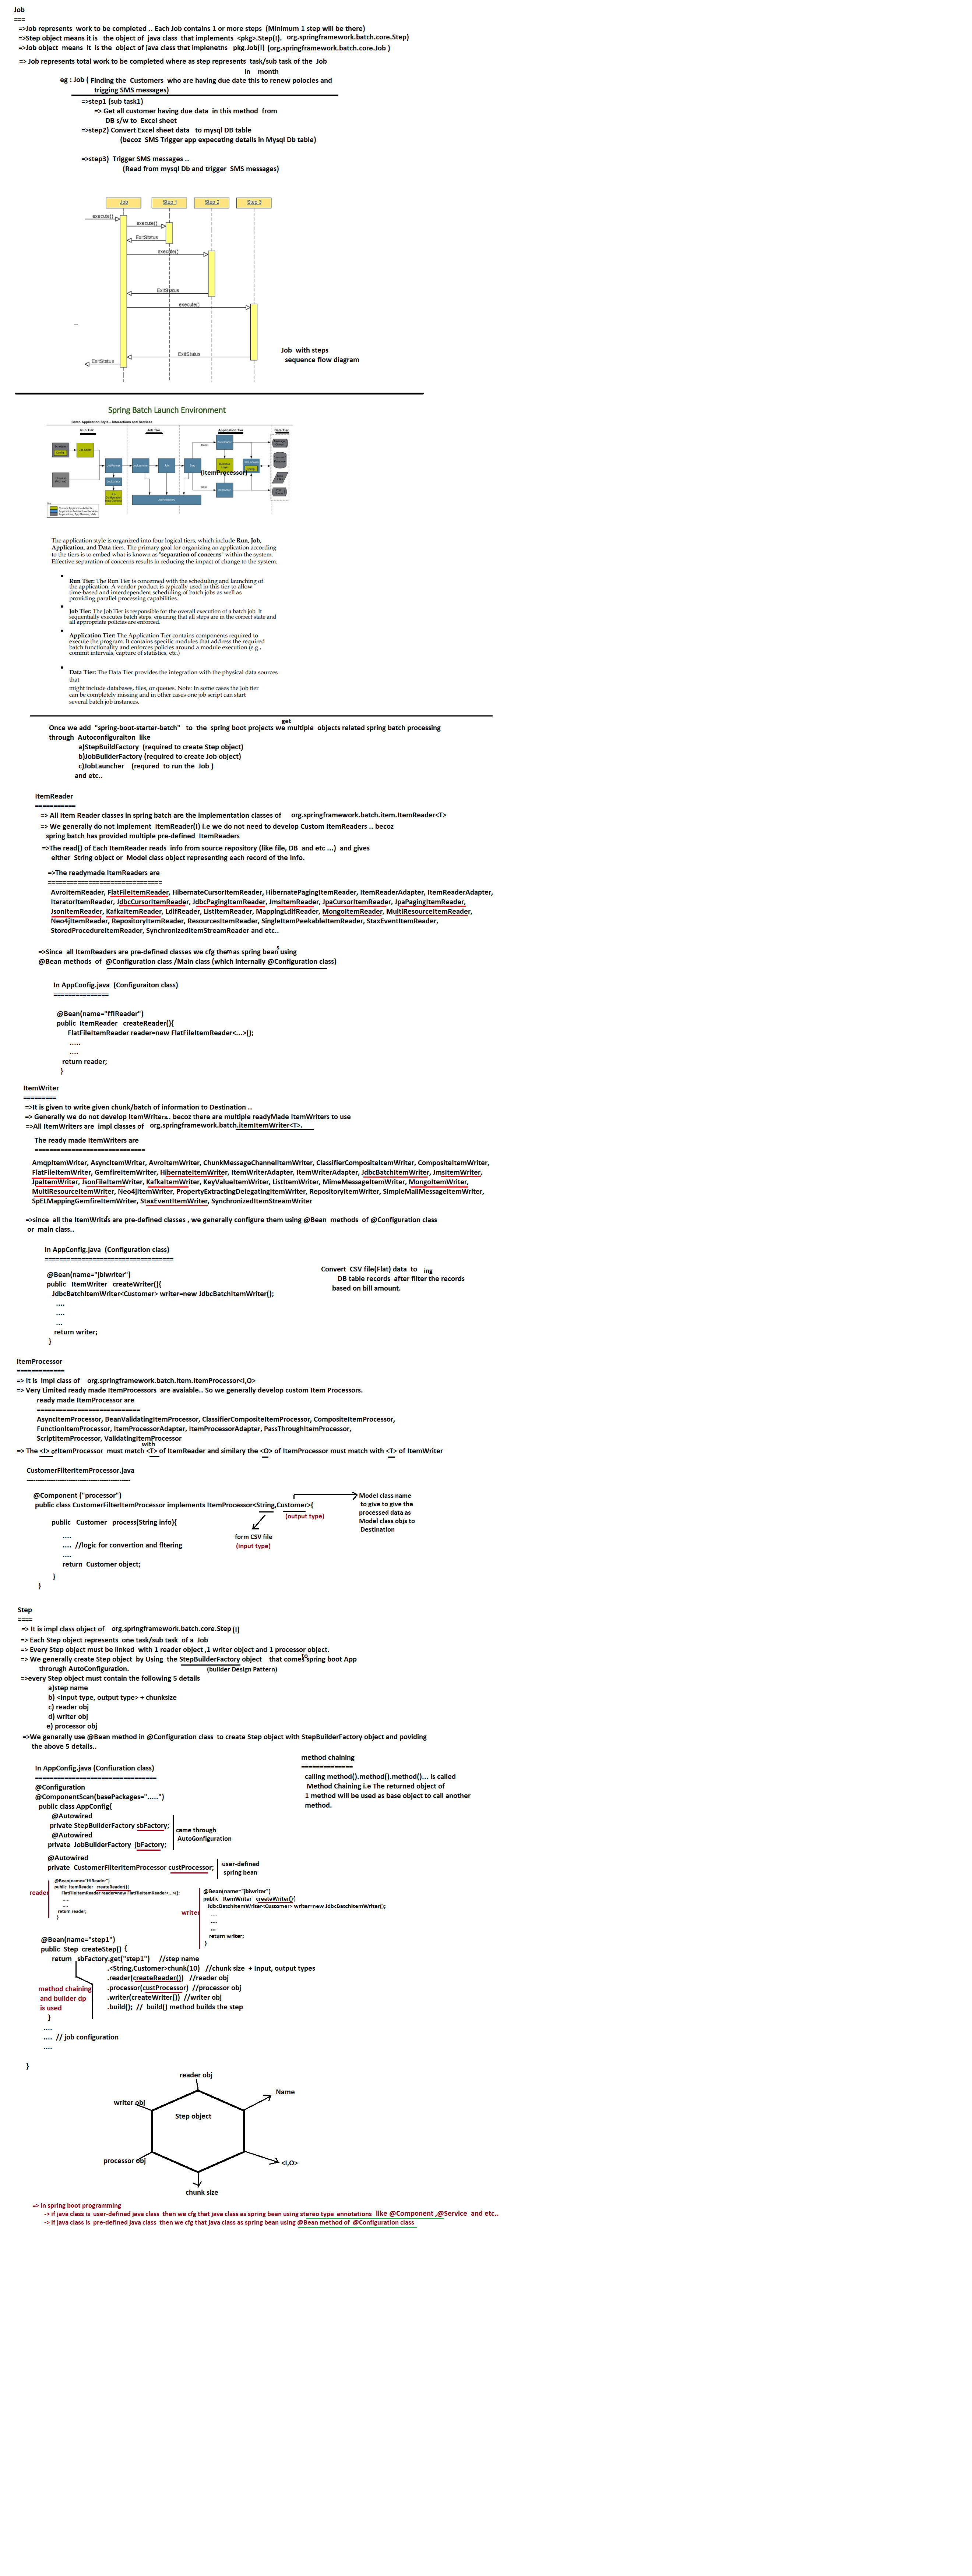 Job
===
=>Job represents work to be completed .. Each Job contains 1 or more steps (Minimum 1 step will be there)
=>Step object means it is the object of java class that implements <pkg>.Step(I). org.springframework.batch.core.Step)
=>Job object means it is the object of java class that implenetns pkg.Job(I) (org.springframework.batch.core.Job )
=> Job represents total work to be completed where as step represents task/sub task of the Job
in month
eg : Job ( Finding the Customers who are having due date this to renew polocies and
trigging SMS messages)
=>step1 (sub task1)
=> Get all customer having due data in this method from
DB s/w to Excel sheet
=>step2) Convert Excel sheet data to mysql DB table
(becoz SMS Trigger app expeceting details in Mysql Db table)
=>step3) Trigger SMS messages ..
(Read from mysql Db and trigger SMS messages)
Job Step 1 Step 2 Step 3
execute()
execute()
ExitStatus
execute()
ExitStatus
execute()
ExitStatus
ExitStatus
Job with steps
sequence flow diagram
Spring Batch Launch Environment
Batch Application Style – Interactions and Services
Run Tier Job Tier Application Tier Data Tier
(ItemProcessor)
The application style is organized into four logical tiers, which include Run, Job,
Application, and Data tiers. The primary goal for organizing an application according
to the tiers is to embed what is known as "separation of concerns" within the system.
Effective separation of concerns results in reducing the impact of change to the system.
• Run Tier: The Run Tier is concerned with the scheduling and launching of
the application. A vendor product is typically used in this tier to allow
time-based and interdependent scheduling of batch jobs as well as
providing parallel processing capabilities.
• Job Tier: The Job Tier is responsible for the overall execution of a batch job. It
sequentially executes batch steps, ensuring that all steps are in the correct state and
all appropriate policies are enforced.
• Application Tier: The Application Tier contains components required to
execute the program. It contains specific modules that address the required
batch functionality and enforces policies around a module execution (e.g.,
commit intervals, capture of statistics, etc.)
• Data Tier: The Data Tier provides the integration with the physical data sources
that
might include databases, files, or queues. Note: In some cases the Job tier
can be completely missing and in other cases one job script can start
several batch job instances.
get
Once we add "spring-boot-starter-batch" to the spring boot projects we multiple objects related spring batch processing
through Autoconfiguraiton like
a)StepBuildFactory (required to create Step object)
b)JobBuilderFactory (required to create Job object)
c)JobLauncher (requred to run the Job )
and etc..
ItemReader
===========
=> All Item Reader classes in spring batch are the implementation classes of org.springframework.batch.item.ItemReader<T>
=> We generally do not implement ItemReader(I) i.e we do not need to develop Custom ItemReaders .. becoz
spring batch has provided multiple pre-defined ItemReaders
=>The read() of Each ItemReader reads info from source repository (like file, DB and etc ...) and gives
either String object or Model class object representing each record of the Info.
=>The readymade ItemReaders are
===============================
AvroItemReader, FlatFileItemReader, HibernateCursorItemReader, HibernatePagingItemReader, ItemReaderAdapter, ItemReaderAdapter,
IteratorItemReader, JdbcCursorItemReader, JdbcPagingItemReader, JmsItemReader, JpaCursorItemReader, JpaPagingItemReader,
JsonItemReader, KafkaItemReader, LdifReader, ListItemReader, MappingLdifReader, MongoItemReader, MultiResourceItemReader,
Neo4jItemReader, RepositoryItemReader, ResourcesItemReader, SingleItemPeekableItemReader, StaxEventItemReader,
StoredProcedureItemReader, SynchronizedItemStreamReader and etc..
=>Since all ItemReaders are pre-defined classes we cfg them as spring beans using
@Bean methods of @Configuration class /Main class (which internally @Configuration class)
In AppConfig.java (Configuraiton class)
===============
@Bean(name="ffIReader")
public ItemReader createReader(){
FlatFileItemReader reader=new FlatFileItemReader<...>();
.....
....
return reader;
}
ItemWriter
=========
=>It is given to write given chunk/batch of information to Destination ..
=> Generally we do not develop ItemWriters.. becoz there are multiple readyMade ItemWriters to use
=>All ItemWriters are impl classes of org.springframework.batch.itemItemWriter<T>.
The ready made ItemWriters are
==============================
AmqpItemWriter, AsyncItemWriter, AvroItemWriter, ChunkMessageChannelItemWriter, ClassifierCompositeItemWriter, CompositeItemWriter,
FlatFileItemWriter, GemfireItemWriter, HibernateItemWriter, ItemWriterAdapter, ItemWriterAdapter, JdbcBatchItemWriter, JmsItemWriter,
JpaItemWriter, JsonFileItemWriter, KafkaItemWriter, KeyValueItemWriter, ListItemWriter, MimeMessageItemWriter, MongoItemWriter,
MultiResourceItemWriter, Neo4jItemWriter, PropertyExtractingDelegatingItemWriter, RepositoryItemWriter, SimpleMailMessageItemWriter,
SpELMappingGemfireItemWriter, StaxEventItemWriter, SynchronizedItemStreamWriter
=>since all the ItemWrites are pre-defined classes , we generally configure them using @Bean methods of @Configuration class
or main class..
In AppConfig.java (Configuration class)
===================================
@Bean(name="jbiwriter")
public ItemWriter createWriter(){
JdbcBatchItemWriter<Customer> writer=new JdbcBatchItemWriter();
....
....
...
return writer;
}
Convert CSV file(Flat) data to ing
DB table records after filter the records
based on bill amount.
ItemProcessor
=============
=> It is impl class of org.springframework.batch.item.ItemProcessor<I,O>
=> Very Limited ready made ItemProcessors are avaiable.. So we generally develop custom Item Processors.
ready made ItemProcessor are
============================
AsyncItemProcessor, BeanValidatingItemProcessor, ClassifierCompositeItemProcessor, CompositeItemProcessor,
FunctionItemProcessor, ItemProcessorAdapter, ItemProcessorAdapter, PassThroughItemProcessor,
ScriptItemProcessor, ValidatingItemProcessor
with
=> The <I> of ItemProcessor must match <T> of ItemReader and similary the <O> of ItemProcessor must match with <T> of ItemWriter
CustomerFilterItemProcessor.java
-----------------------------------------------
@Component ("processor")
public class CustomerFilterItemProcessor implements ItemProcessor<String,Customer>{
(output type)
Model class name
to give to give the
processed data as
Model class objs to
Destination
public Customer process(String info){
form CSV file
(input type)
....
.... //logic for convertion and fltering
....
return Customer object;
}
}
Step
====
=> It is impl class object of org.springframework.batch.core.Step (I)
=> Each Step object represents one task/sub task of a Job
=> Every Step object must be linked with 1 reader object ,1 writer object and 1 processor object.
=> We generally create Step object by Using the StepBuilderFactory object that comes to spring boot App
throrugh AutoConfiguration. (builder Design Pattern)
=>every Step object must contain the following 5 details
a)step name
b) <Input type, output type> + chunksize
c) reader obj
d) writer obj
e) processor obj
=>We generally use @Bean method in @Configuration class to create Step object with StepBuilderFactory object and poviding
the above 5 details..
method chaining
==============
calling method().method().method()... is called
Method Chaining i.e The returned object of
1 method will be used as base object to call another
method.
In AppConfig.java (Confiuration class)
=================================
@Configuration
@ComponentScan(basePackages=".....")
public class AppConfig{
@Autowired
private StepBuilderFactory sbFactory;
@Autowired
private JobBuilderFactory jbFactory;
came through
AutoGonfiguration
@Autowired
private CustomerFilterItemProcessor custProcessor;
user-defined
spring bean
reader
@Bean(name="ffIReader")
public ItemReader createReader(){
FlatFileItemReader reader=new FlatFileItemReader<...>();
.....
....
return reader;
}
writer
@Bean(name="jbiwriter")
public ItemWriter createWriter(){
JdbcBatchItemWriter<Customer> writer=new JdbcBatchItemWriter();
....
....
...
return writer;
}
@Bean(name="step1")
public Step createStep() {
return sbFactory.get("step1") //step name
.<String,Customer>chunk(10) //chunk size + Input, output types
.reader(createReader()) //reader obj
.processor(custProcessor) //processor obj
.writer(createWriter()) //writer obj
.build(); // build() method builds the step
method chaining
and builder dp
is used
}
....
.... // job configuration
....
}
reader obj
Name
writer obj
Step object
processor obj
<I,O>
chunk size
=> In spring boot programming
-> if java class is user-defined java class then we cfg that java class as spring bean using stereo type annotations like @Component ,@Service and etc..
-> if java class is pre-defined java class then we cfg that java class as spring bean using @Bean method of @Configuration class